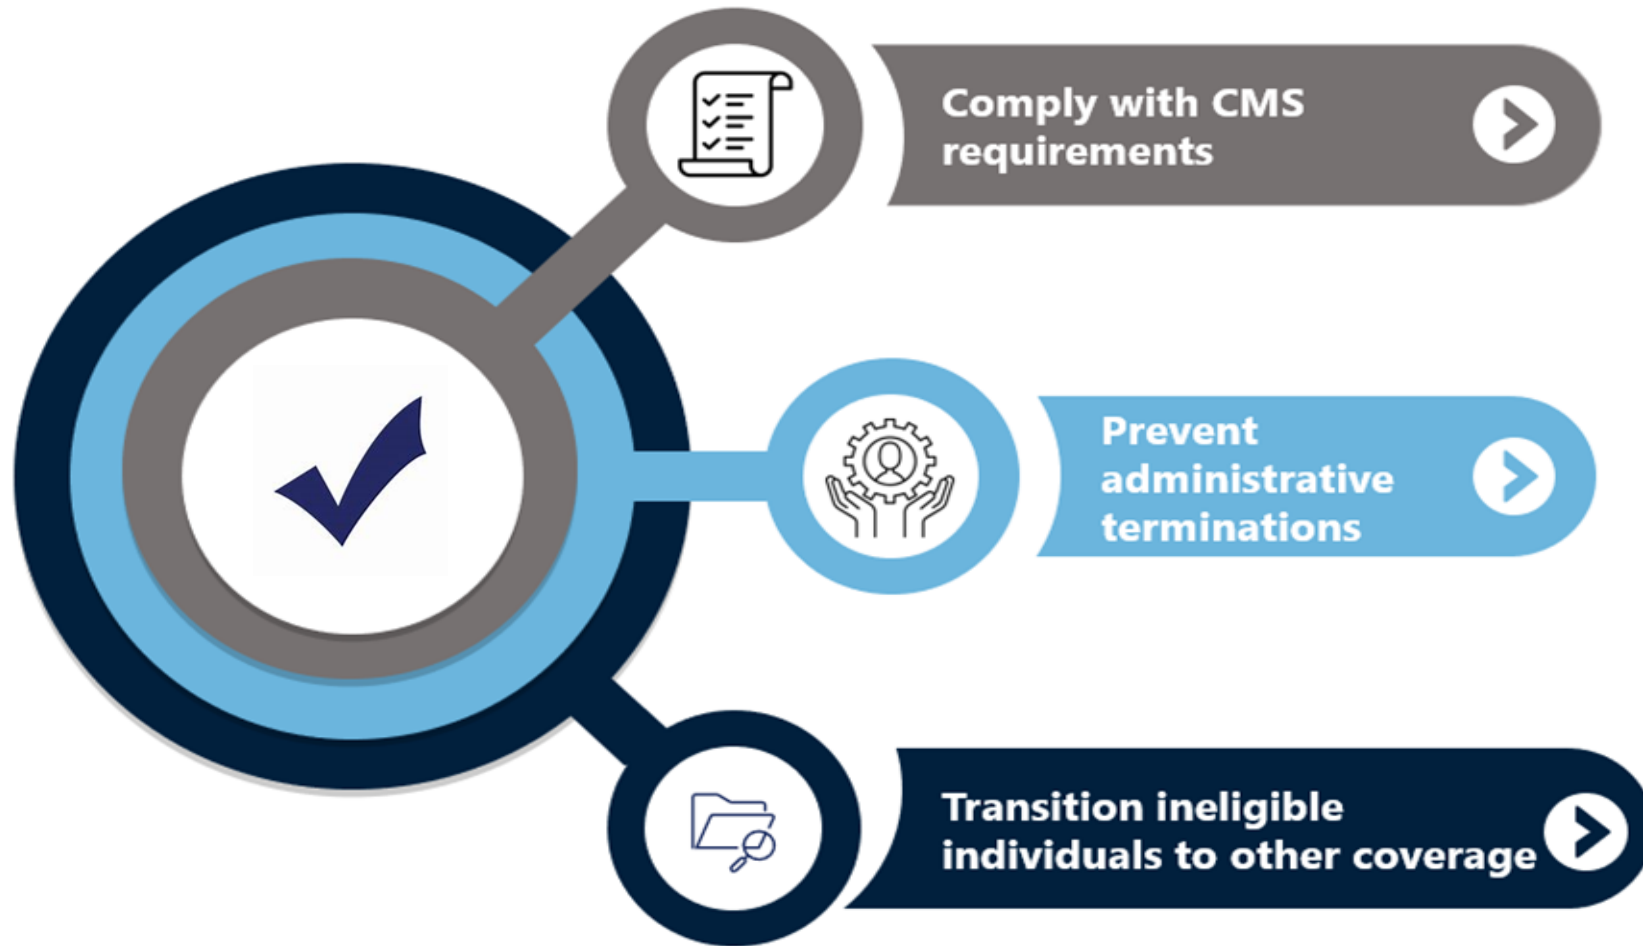 Comply with CMS
requirements
Prevent
administrative
terminations
Transition ineligible
individuals to other coverage